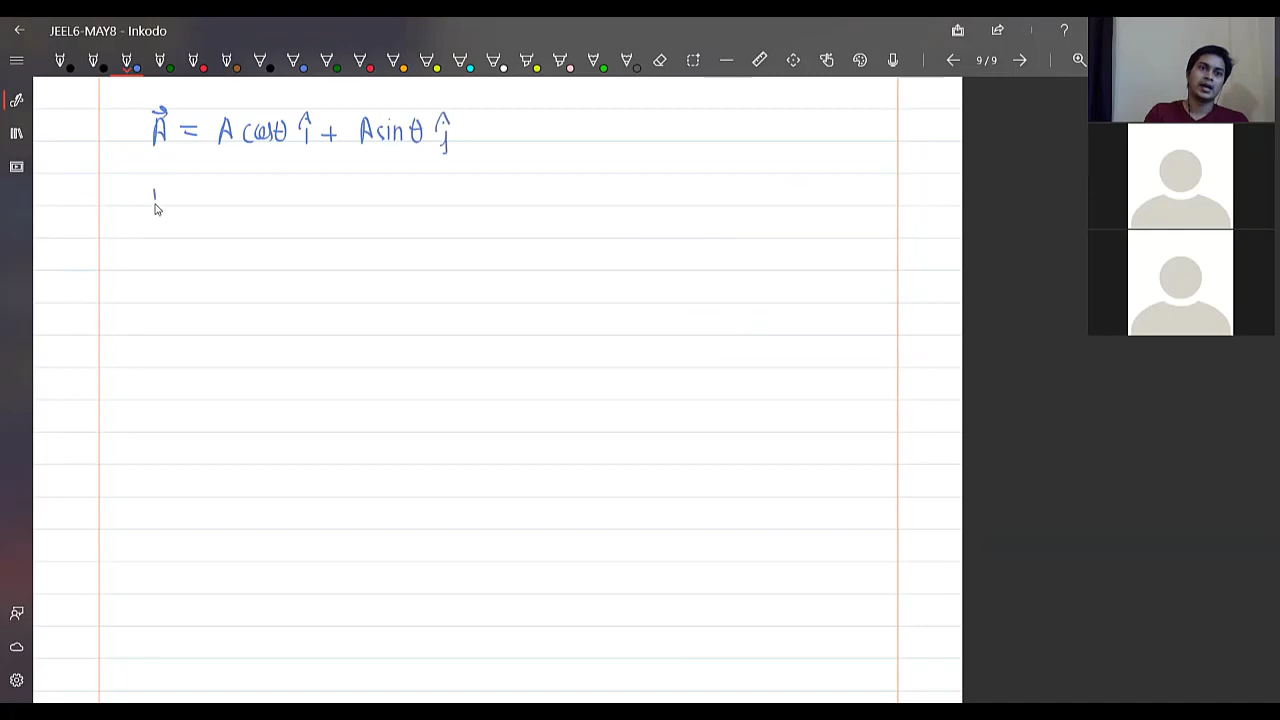 JEEL6-MAY8 - Inkodo
9/9
A⃗ = A cosθ î + A sinθ ĵ